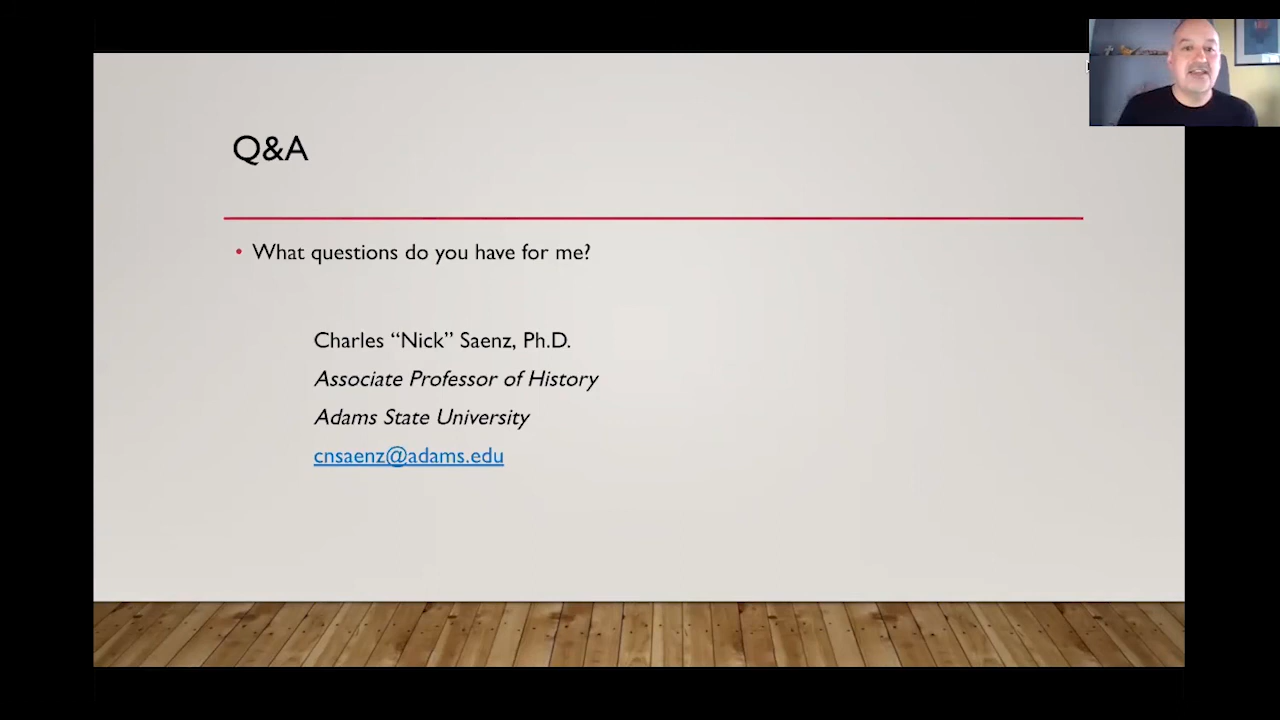 Q&A
• What questions do you have for me?
Charles “Nick” Saenz, Ph.D.
Associate Professor of History
Adams State University
cnsaenz@adams.edu